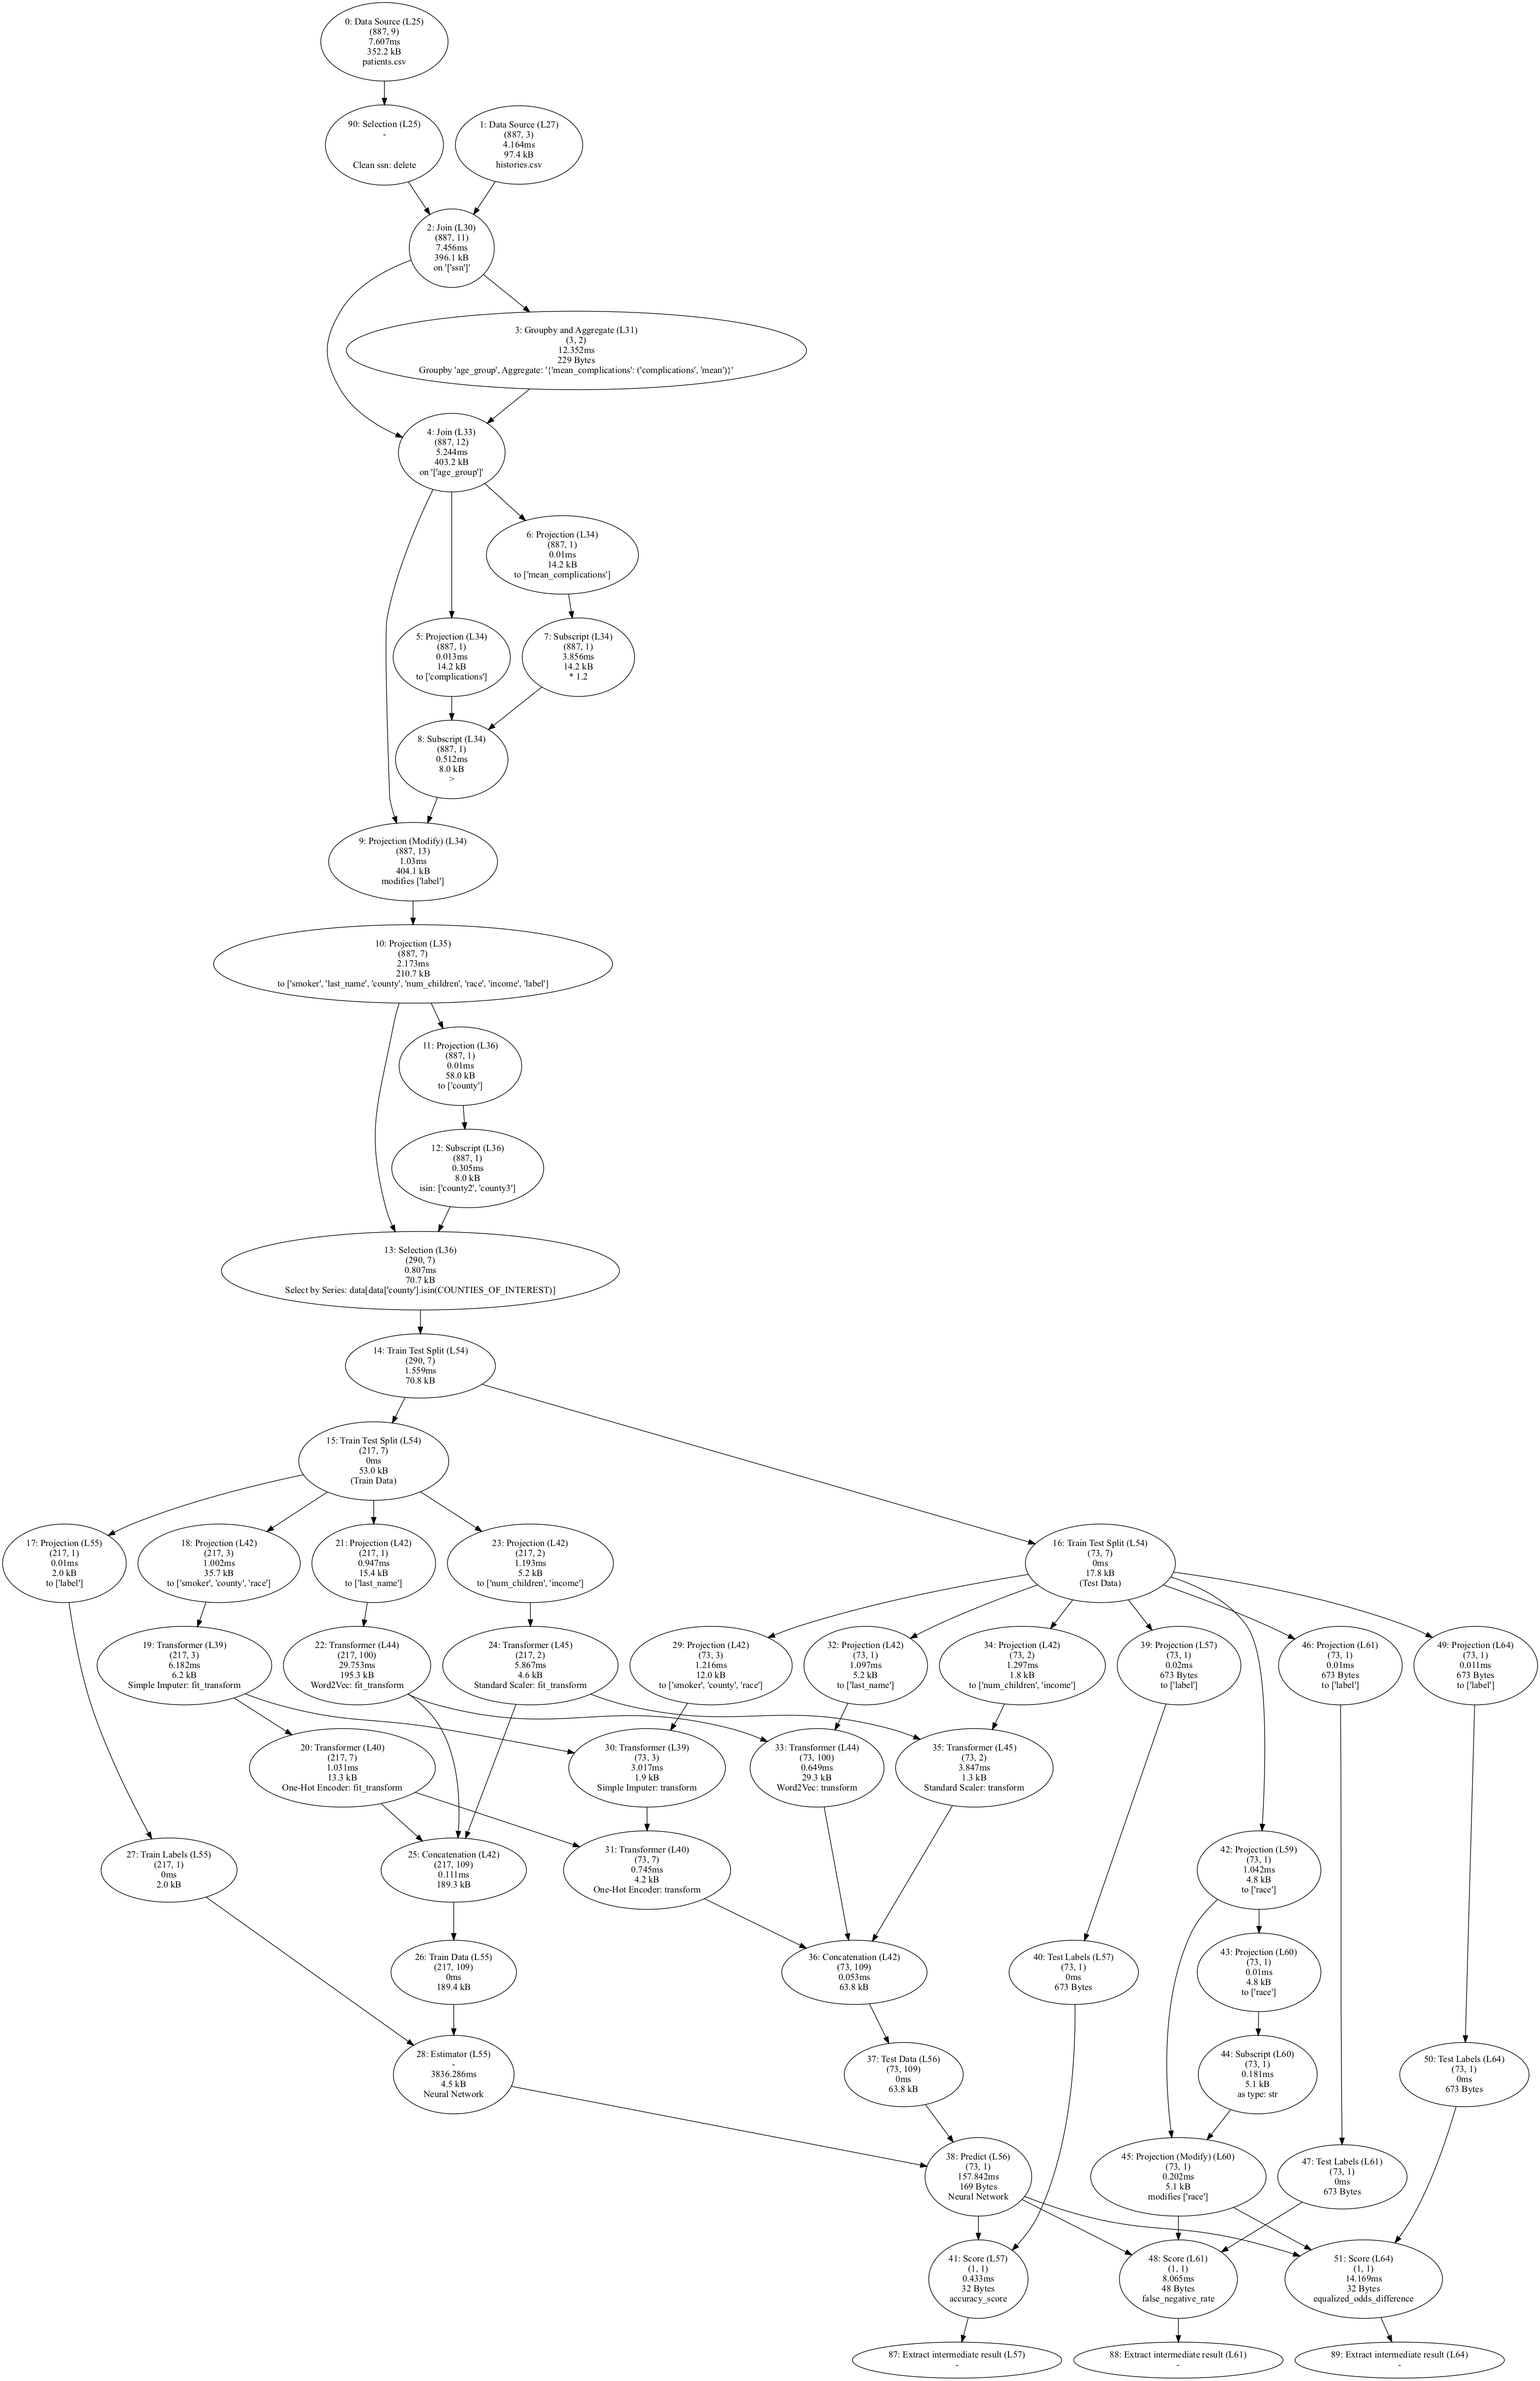 0: Data Source (L25)
(887, 9)
7.607ms
352.2 kB
patients.csv
90: Selection (L25)
-
Clean ssn: delete
1: Data Source (L27)
(887, 3)
4.164ms
97.4 kB
histories.csv
2: Join (L30)
(887, 11)
7.456ms
396.1 kB
on '['ssn']'
3: Groupby and Aggregate (L31)
(3, 2)
12.352ms
229 Bytes
Groupby 'age_group', Aggregate: '{'mean_complications': ('complications', 'mean')}'
4: Join (L33)
(887, 12)
5.244ms
403.2 kB
on '['age_group']'
6: Projection (L34)
(887, 1)
0.01ms
14.2 kB
to ['mean_complications']
5: Projection (L34)
(887, 1)
0.013ms
14.2 kB
to ['complications']
7: Subscript (L34)
(887, 1)
3.856ms
14.2 kB
* 1.2
8: Subscript (L34)
(887, 1)
0.512ms
8.0 kB
>
9: Projection (Modify) (L34)
(887, 13)
1.03ms
404.1 kB
modifies ['label']
10: Projection (L35)
(887, 7)
2.173ms
210.7 kB
to ['smoker', 'last_name', 'county', 'num_children', 'race', 'income', 'label']
11: Projection (L36)
(887, 1)
0.01ms
58.0 kB
to ['county']
12: Subscript (L36)
(887, 1)
0.305ms
8.0 kB
isin: ['county2', 'county3']
13: Selection (L36)
(290, 7)
0.807ms
70.7 kB
Select by Series: data[data['county'].isin(COUNTIES_OF_INTEREST)]
14: Train Test Split (L54)
(290, 7)
1.559ms
70.8 kB
15: Train Test Split (L54)
(217, 7)
0ms
53.0 kB
(Train Data)
17: Projection (L55)
(217, 1)
0.01ms
2.0 kB
to ['label']
18: Projection (L42)
(217, 3)
1.002ms
35.7 kB
to ['smoker', 'county', 'race']
21: Projection (L42)
(217, 1)
0.947ms
15.4 kB
to ['last_name']
23: Projection (L42)
(217, 2)
1.193ms
5.2 kB
to ['num_children', 'income']
16: Train Test Split (L54)
(73, 7)
0ms
17.8 kB
(Test Data)
19: Transformer (L39)
(217, 3)
6.182ms
6.2 kB
Simple Imputer: fit_transform
22: Transformer (L44)
(217, 100)
29.753ms
195.3 kB
Word2Vec: fit_transform
24: Transformer (L45)
(217, 2)
5.867ms
4.6 kB
Standard Scaler: fit_transform
29: Projection (L42)
(73, 3)
1.216ms
12.0 kB
to ['smoker', 'county', 'race']
32: Projection (L42)
(73, 1)
1.097ms
5.2 kB
to ['last_name']
34: Projection (L42)
(73, 2)
1.297ms
1.8 kB
to ['num_children', 'income']
39: Projection (L57)
(73, 1)
0.02ms
673 Bytes
to ['label']
46: Projection (L61)
(73, 1)
0.01ms
673 Bytes
to ['label']
49: Projection (L64)
(73, 1)
0.011ms
673 Bytes
to ['label']
20: Transformer (L40)
(217, 7)
1.031ms
13.3 kB
One-Hot Encoder: fit_transform
30: Transformer (L39)
(73, 3)
3.017ms
1.9 kB
Simple Imputer: transform
33: Transformer (L44)
(73, 100)
0.649ms
29.3 kB
Word2Vec: transform
35: Transformer (L45)
(73, 2)
3.847ms
1.3 kB
Standard Scaler: transform
27: Train Labels (L55)
(217, 1)
0ms
2.0 kB
25: Concatenation (L42)
(217, 109)
0.111ms
189.3 kB
31: Transformer (L40)
(73, 7)
0.745ms
4.2 kB
One-Hot Encoder: transform
42: Projection (L59)
(73, 1)
1.042ms
4.8 kB
to ['race']
26: Train Data (L55)
(217, 109)
0ms
189.4 kB
36: Concatenation (L42)
(73, 109)
0.053ms
63.8 kB
40: Test Labels (L57)
(73, 1)
0ms
673 Bytes
43: Projection (L60)
(73, 1)
0.01ms
4.8 kB
to ['race']
28: Estimator (L55)
-
3836.286ms
4.5 kB
Neural Network
37: Test Data (L56)
(73, 109)
0ms
63.8 kB
44: Subscript (L60)
(73, 1)
0.181ms
5.1 kB
as type: str
50: Test Labels (L64)
(73, 1)
0ms
673 Bytes
38: Predict (L56)
(73, 1)
157.842ms
169 Bytes
Neural Network
45: Projection (Modify) (L60)
(73, 1)
0.202ms
5.1 kB
modifies ['race']
47: Test Labels (L61)
(73, 1)
0ms
673 Bytes
41: Score (L57)
(1, 1)
0.433ms
32 Bytes
accuracy_score
48: Score (L61)
(1, 1)
8.065ms
48 Bytes
false_negative_rate
51: Score (L64)
(1, 1)
14.169ms
32 Bytes
equalized_odds_difference
87: Extract intermediate result (L57)
-
88: Extract intermediate result (L61)
-
89: Extract intermediate result (L64)
-